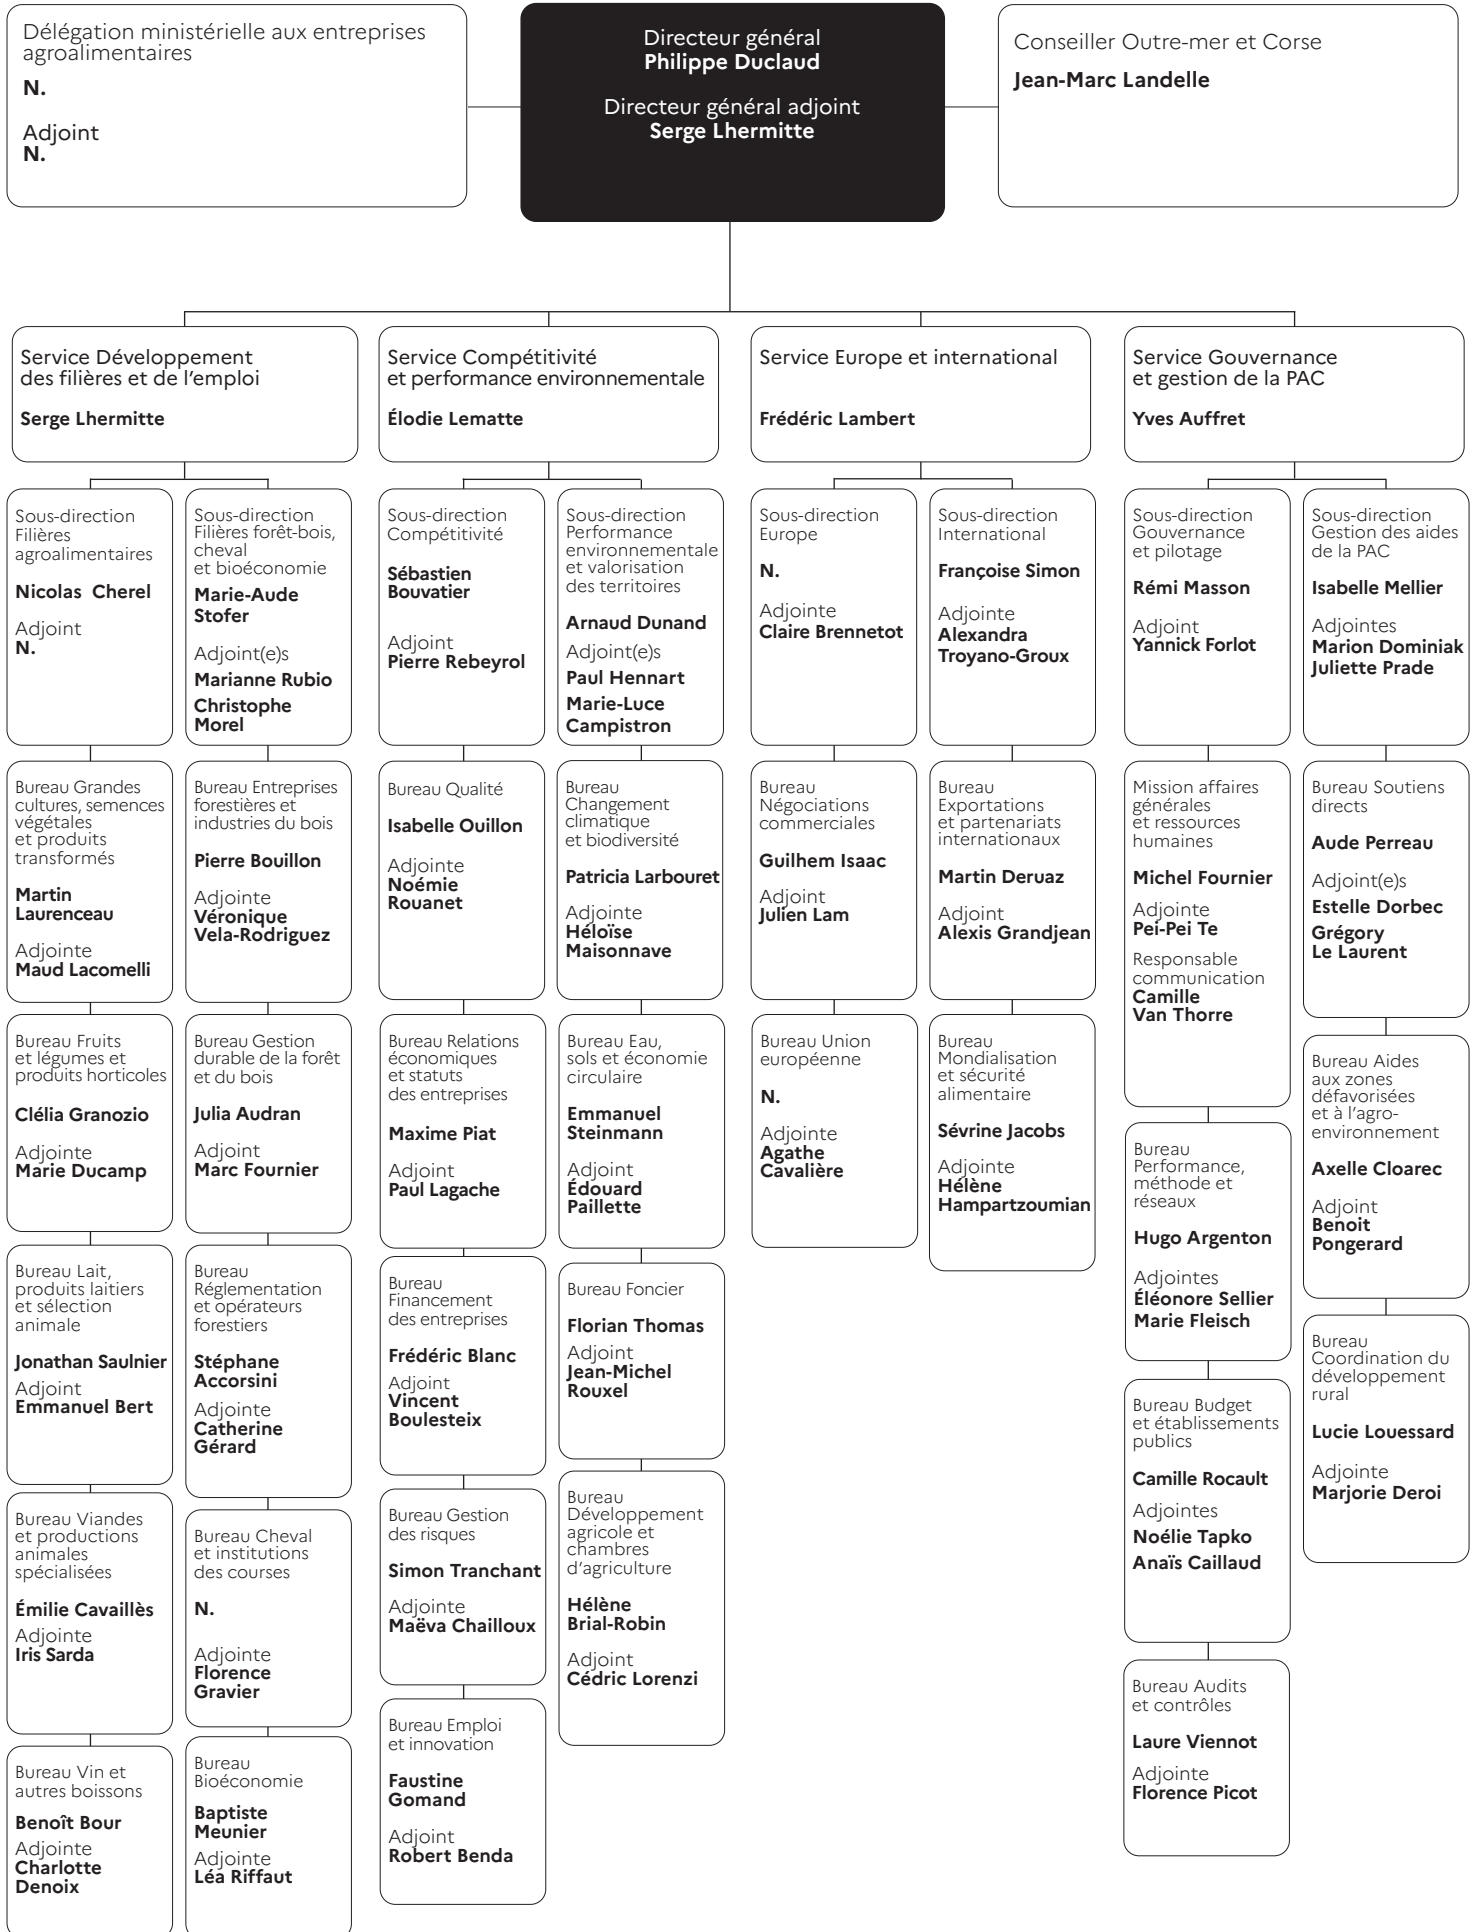 Délégation ministérielle aux entreprises
agroalimentaires
N.
Adjoint
N.
Directeur général
Philippe Duclaud
Directeur général adjoint
Serge Lhermitte
Conseiller Outre-mer et Corse
Jean-Marc Landelle
Service Développement
des filières et de l'emploi
Serge Lhermitte
Service Compétitivité
et performance environnementale
Élodie Lematte
Service Europe et international
Frédéric Lambert
Service Gouvernance
et gestion de la PAC
Yves Auffret
Sous-direction
Filières
agroalimentaires
Nicolas Cherel
Adjoint
N.
Sous-direction
Filières forêt-bois,
cheval
et bioéconomie
Marie-Aude
Stofer
Adjoint(e)s
Marianne Rubio
Christophe
Morel
Sous-direction
Compétitivité
Sébastien
Bouvatier
Adjoint
Pierre Rebeyrol
Sous-direction
Performance
environnementale
et valorisation
des territoires
Arnaud Dunand
Adjoint(e)s
Paul Hennart
Marie-Luce
Campistron
Sous-direction
Europe
N.
Adjointe
Claire Brennetot
Sous-direction
International
Françoise Simon
Adjointe
Alexandra
Troyano-Groux
Sous-direction
Gouvernance
et pilotage
Rémi Masson
Adjoint
Yannick Forlot
Sous-direction
Gestion des aides
de la PAC
Isabelle Mellier
Adjointes
Marion Dominiak
Juliette Prade
Bureau Grandes
cultures, semences
végétales
et produits
transformés
Martin
Laurenceau
Adjointe
Maud Lacomelli
Bureau Entreprises
forestières et
industries du bois
Pierre Bouillon
Adjointe
Véronique
Vela-Rodriguez
Bureau Qualité
Isabelle Ouillon
Adjointe
Noémie
Rouanet
Bureau
Changement
climatique
et biodiversité
Patricia Larbouret
Adjointe
Héloïse
Maisonnave
Bureau
Négociations
commerciales
Guilhem Isaac
Adjoint
Julien Lam
Bureau
Exportations
et partenariats
internationaux
Martin Deruaz
Adjoint
Alexis Grandjean
Mission affaires
générales
et ressources
humaines
Michel Fournier
Adjointe
Pei-Pei Te
Responsable
communication
Camille
Van Thorre
Bureau Soutiens
directs
Aude Perreau
Adjoint(e)s
Estelle Dorbec
Grégory
Le Laurent
Bureau Fruits
et légumes et
produits horticoles
Clélia Granozio
Adjointe
Marie Ducamp
Bureau Gestion
durable de la forêt
et du bois
Julia Audran
Adjoint
Marc Fournier
Bureau Relations
économiques
et statuts
des entreprises
Maxime Piat
Adjoint
Paul Lagache
Bureau Eau,
sols et économie
circulaire
Emmanuel
Steinmann
Adjoint
Édouard
Paillette
Bureau Union
européenne
N.
Adjointe
Agathe
Cavalière
Bureau
Mondialisation
et sécurité
alimentaire
Sévrine Jacobs
Adjointe
Hélène
Hampartzoumian
Bureau
Performance,
méthode et
réseaux
Hugo Argenton
Adjointes
Éléonore Sellier
Marie Fleisch
Bureau Aides
aux zones
défavorisées
et à l'agro-
environnement
Axelle Cloarec
Adjoint
Benoit
Pongerard
Bureau Lait,
produits laitiers
et sélection
animale
Jonathan Saulnier
Adjoint
Emmanuel Bert
Bureau
Réglementation
et opérateurs
forestiers
Stéphane
Accorsini
Adjointe
Catherine
Gérard
Bureau
Financement
des entreprises
Frédéric Blanc
Adjoint
Vincent
Boulesteix
Bureau Foncier
Florian Thomas
Adjoint
Jean-Michel
Rouxel
Bureau Budget
et établissements
publics
Camille Rocault
Adjointes
Noélie Tapko
Anaïs Caillaud
Bureau
Coordination du
développement
rural
Lucie Louessard
Adjointe
Marjorie Deroi
Bureau Viandes
et productions
animales
spécialisées
Émilie Cavaillès
Adjointe
Iris Sarda
Bureau Cheval
et institutions
des courses
N.
Adjointe
Florence
Gravier
Bureau Gestion
des risques
Simon Tranchant
Adjointe
Maëva Chailloux
Bureau
Développement
agricole et
chambres
d'agriculture
Hélène
Brial-Robin
Adjoint
Cédric Lorenzi
Bureau Audits
et contrôles
Laure Viennot
Adjointe
Florence Picot
Bureau Vin et
autres boissons
Benoît Bour
Adjointe
Charlotte
Denoix
Bureau
Bioéconomie
Baptiste
Meunier
Adjointe
Léa Riffaut
Bureau Emploi
et innovation
Faustine
Gomand
Adjoint
Robert Benda